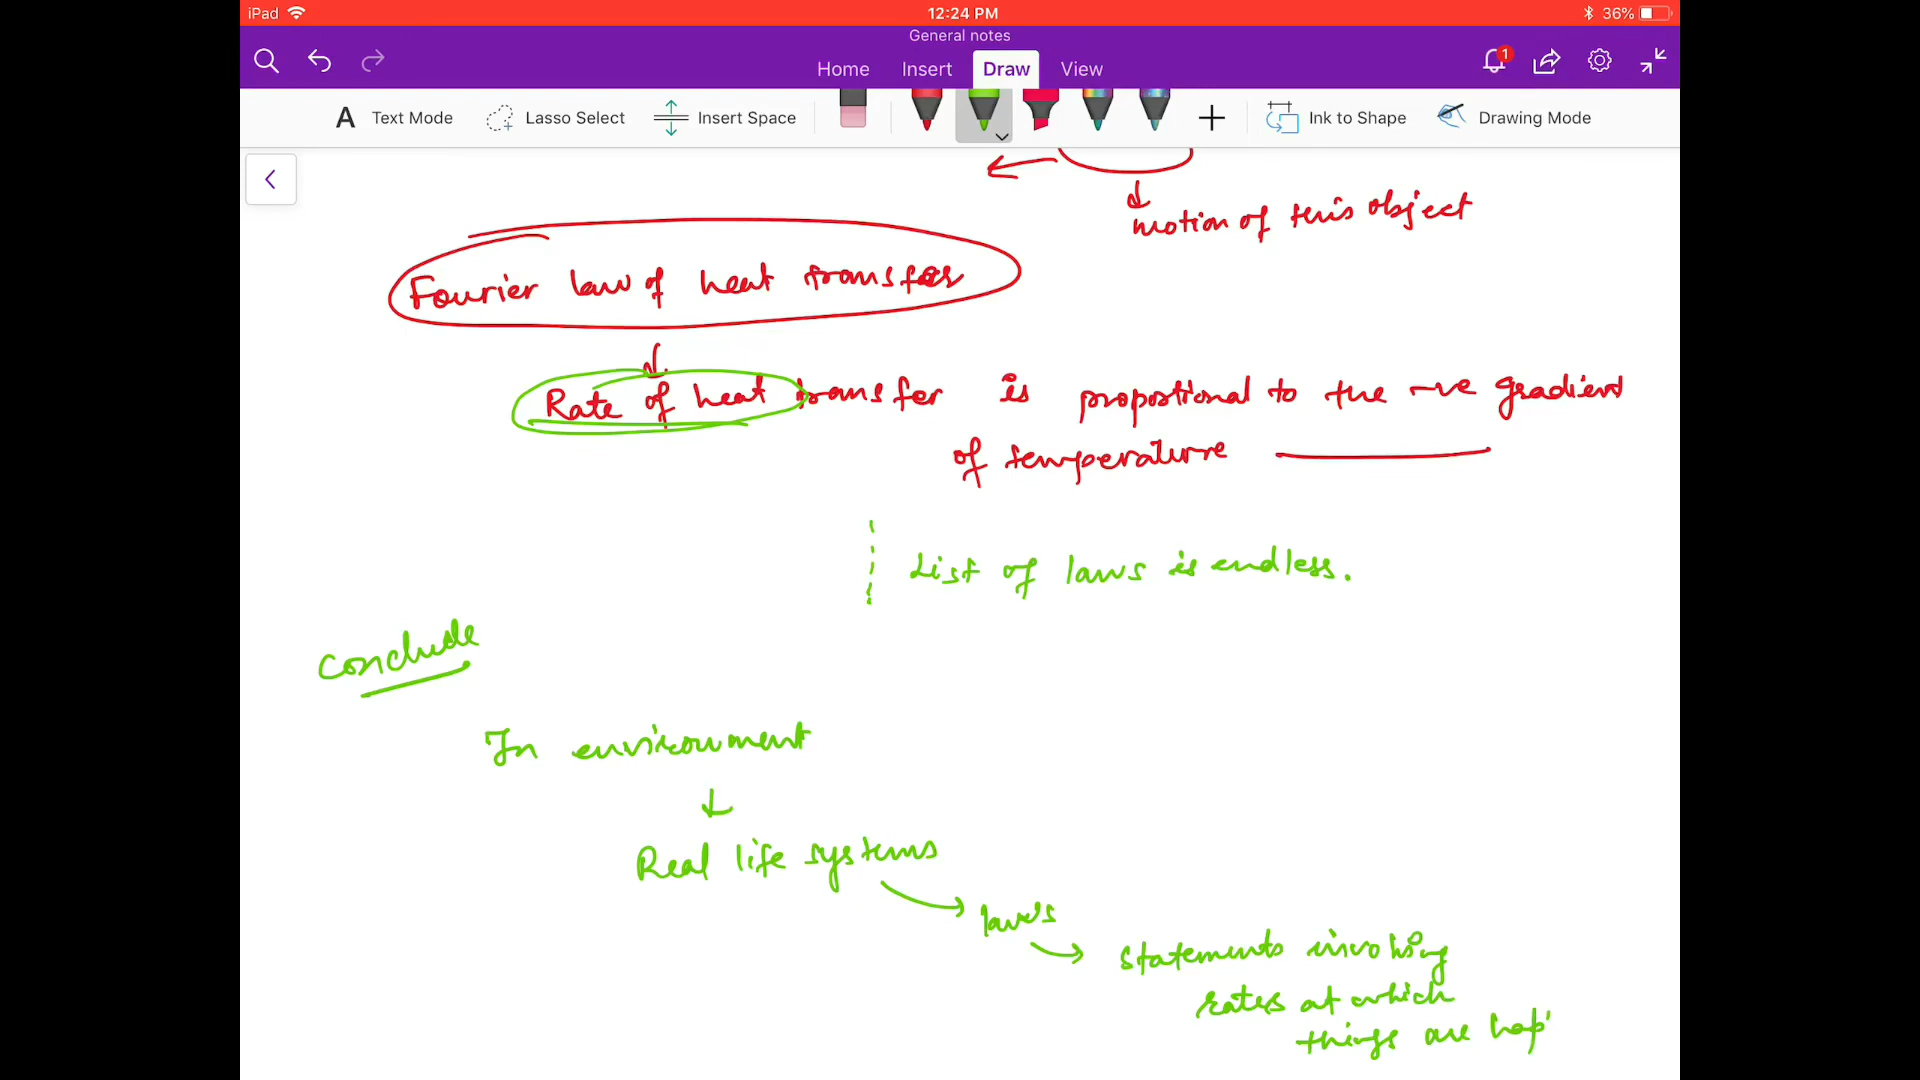 iPad
12:24 PM
36%
General notes
Home
Insert
Draw
View
1
A Text Mode
Lasso Select
Insert Space
Ink to Shape
Drawing Mode
motion of this object
Fourier law of heat transfer
Rate of heat transfer is proportional to the -ve gradient
of temperature
List of laws is endless.
Conclude
In environment
Real life systems
laws
statements involving
rates at which
things are hap